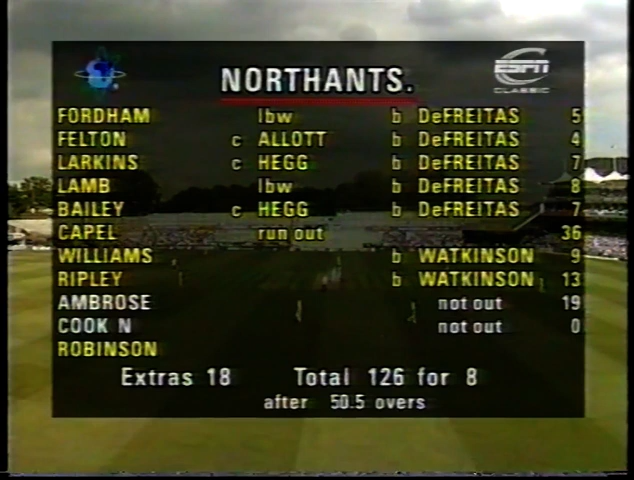 ESPN
CLASSIC
NORTHANTS.
FORDHAM lbw b DeFREITAS 5
FELTON c ALLOTT b DeFREITAS 4
LARKINS c HEGG b DeFREITAS 7
LAMB lbw b DeFREITAS 8
BAILEY c HEGG b DeFREITAS 7
CAPEL run out 36
WILLIAMS b WATKINSON 9
RIPLEY b WATKINSON 13
AMBROSE not out 19
COOK N not out 0
ROBINSON
Extras 18 Total 126 for 8
after 50.5 overs